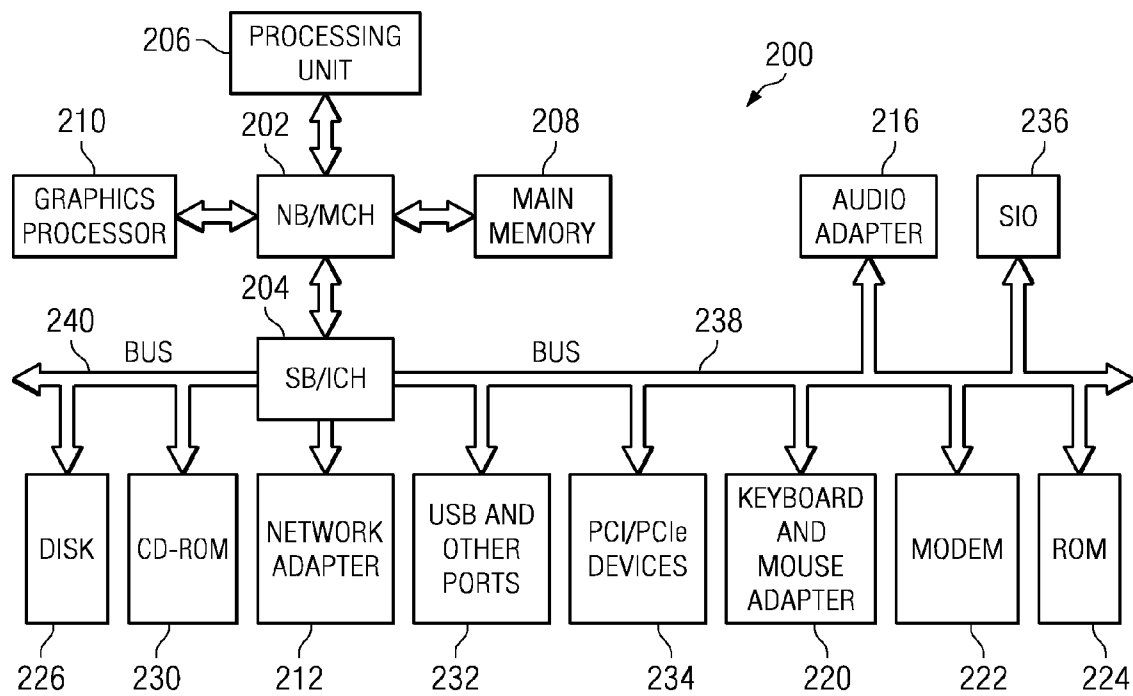 206
PROCESSING
UNIT
200
210
202
208
216
236
GRAPHICS
PROCESSOR
NB/MCH
MAIN
MEMORY
AUDIO
ADAPTER
SIO
204
240
BUS
SB/ICH
BUS
238
DISK
CD-ROM
NETWORK
ADAPTER
USB AND
OTHER
PORTS
PCI/PCIe
DEVICES
KEYBOARD
AND
MOUSE
ADAPTER
MODEM
ROM
226
230
212
232
234
220
222
224